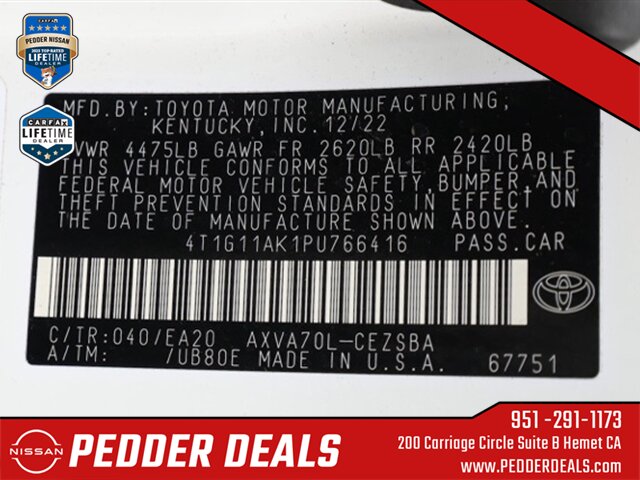 CARFAX
PEDDER NISSAN
2023 TOP-RATED
LIFETIME
DEALER
CARFAX
LIFETIME
DEALER
MFD.BY:TOYOTA MOTOR MANUFACTURING,
KENTUCKY,INC.12/22
VWR 4475LB GAWR FR 2620LB RR 2420LB
THIS VEHICLE CONFORMS TO ALL APPLICABLE
FEDERAL MOTOR VEHICLE SAFETY,BUMPER,AND
THEFT PREVENTION STANDARDS IN EFFECT ON
THE DATE OF MANUFACTURE SHOWN ABOVE.
4T1G11AK1PU766416 PASS.CAR
C/TR:040/EA20 AXVA70L-CEZSBA
A/TM: /UB80E MADE IN U.S.A. 67751
NISSAN
PEDDER DEALS
951 -291-1173
200 Carriage Circle Suite B Hemet CA
www.PEDDERDEALS.com